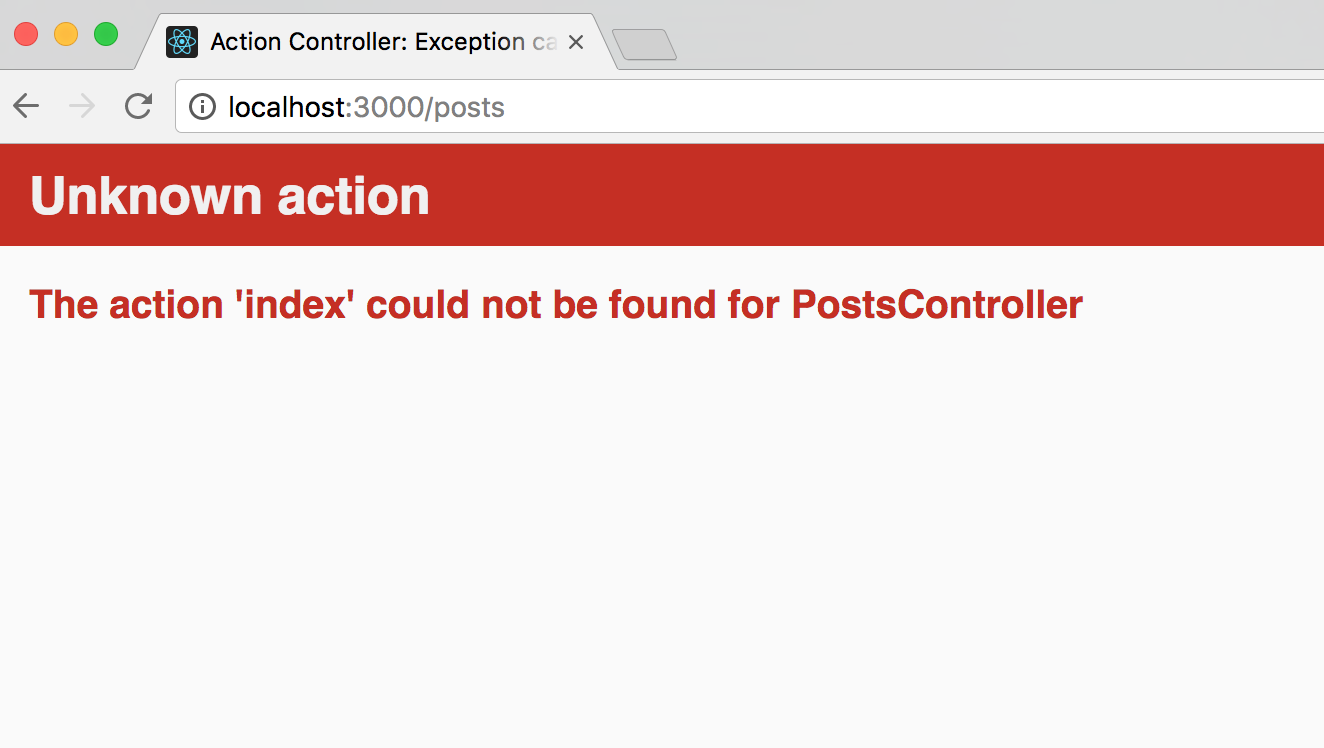 Action Controller: Exception ca
localhost:3000/posts
Unknown action
The action 'index' could not be found for PostsController